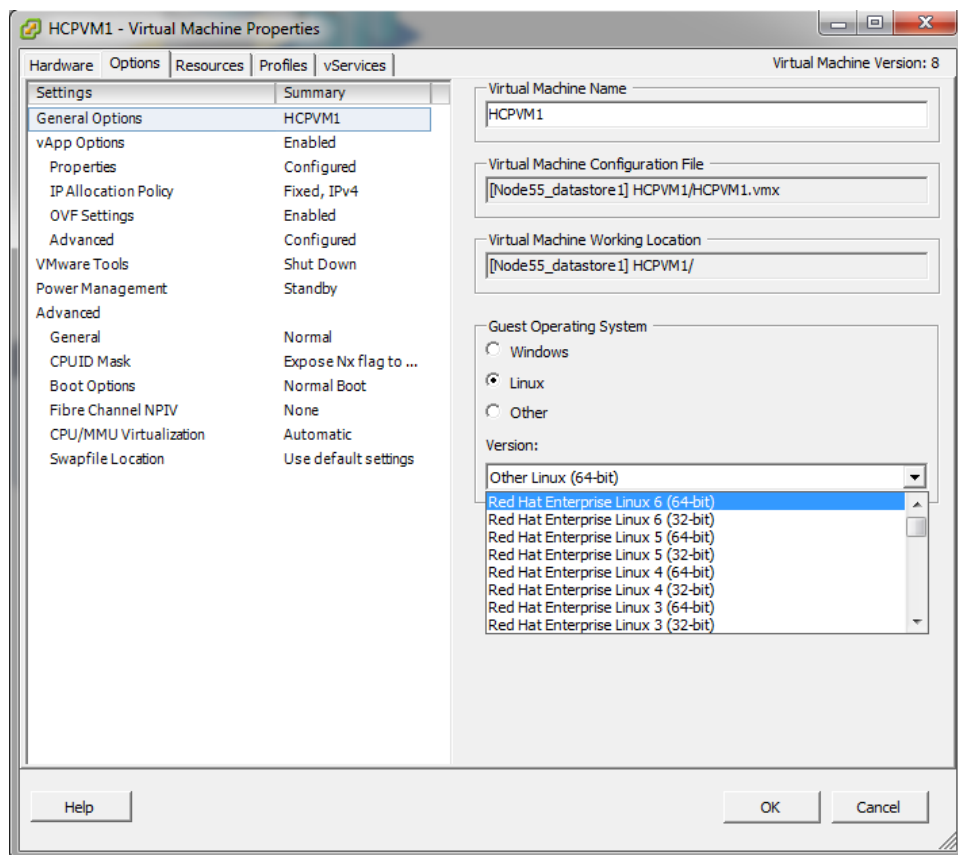 HCPVM1 - Virtual Machine Properties
Hardware Options Resources Profiles vServices Virtual Machine Version: 8
Settings Summary
General Options HCPVM1
vApp Options Enabled
Properties Configured
IP Allocation Policy Fixed, IPv4
OVF Settings Enabled
Advanced Configured
VMware Tools Shut Down
Power Management Standby
Advanced
General Normal
CPUID Mask Expose Nx flag to ...
Boot Options Normal Boot
Fibre Channel NPIV None
CPU/MMU Virtualization Automatic
Swapfile Location Use default settings
Virtual Machine Name
HCPVM1
Virtual Machine Configuration File
[Node55_datastore1] HCPVM1/HCPVM1.vmx
Virtual Machine Working Location
[Node55_datastore1] HCPVM1/
Guest Operating System
Windows
Linux
Other
Version:
Other Linux (64-bit)
Red Hat Enterprise Linux 6 (64-bit)
Red Hat Enterprise Linux 6 (32-bit)
Red Hat Enterprise Linux 5 (64-bit)
Red Hat Enterprise Linux 5 (32-bit)
Red Hat Enterprise Linux 4 (64-bit)
Red Hat Enterprise Linux 4 (32-bit)
Red Hat Enterprise Linux 3 (64-bit)
Red Hat Enterprise Linux 3 (32-bit)
Help OK Cancel